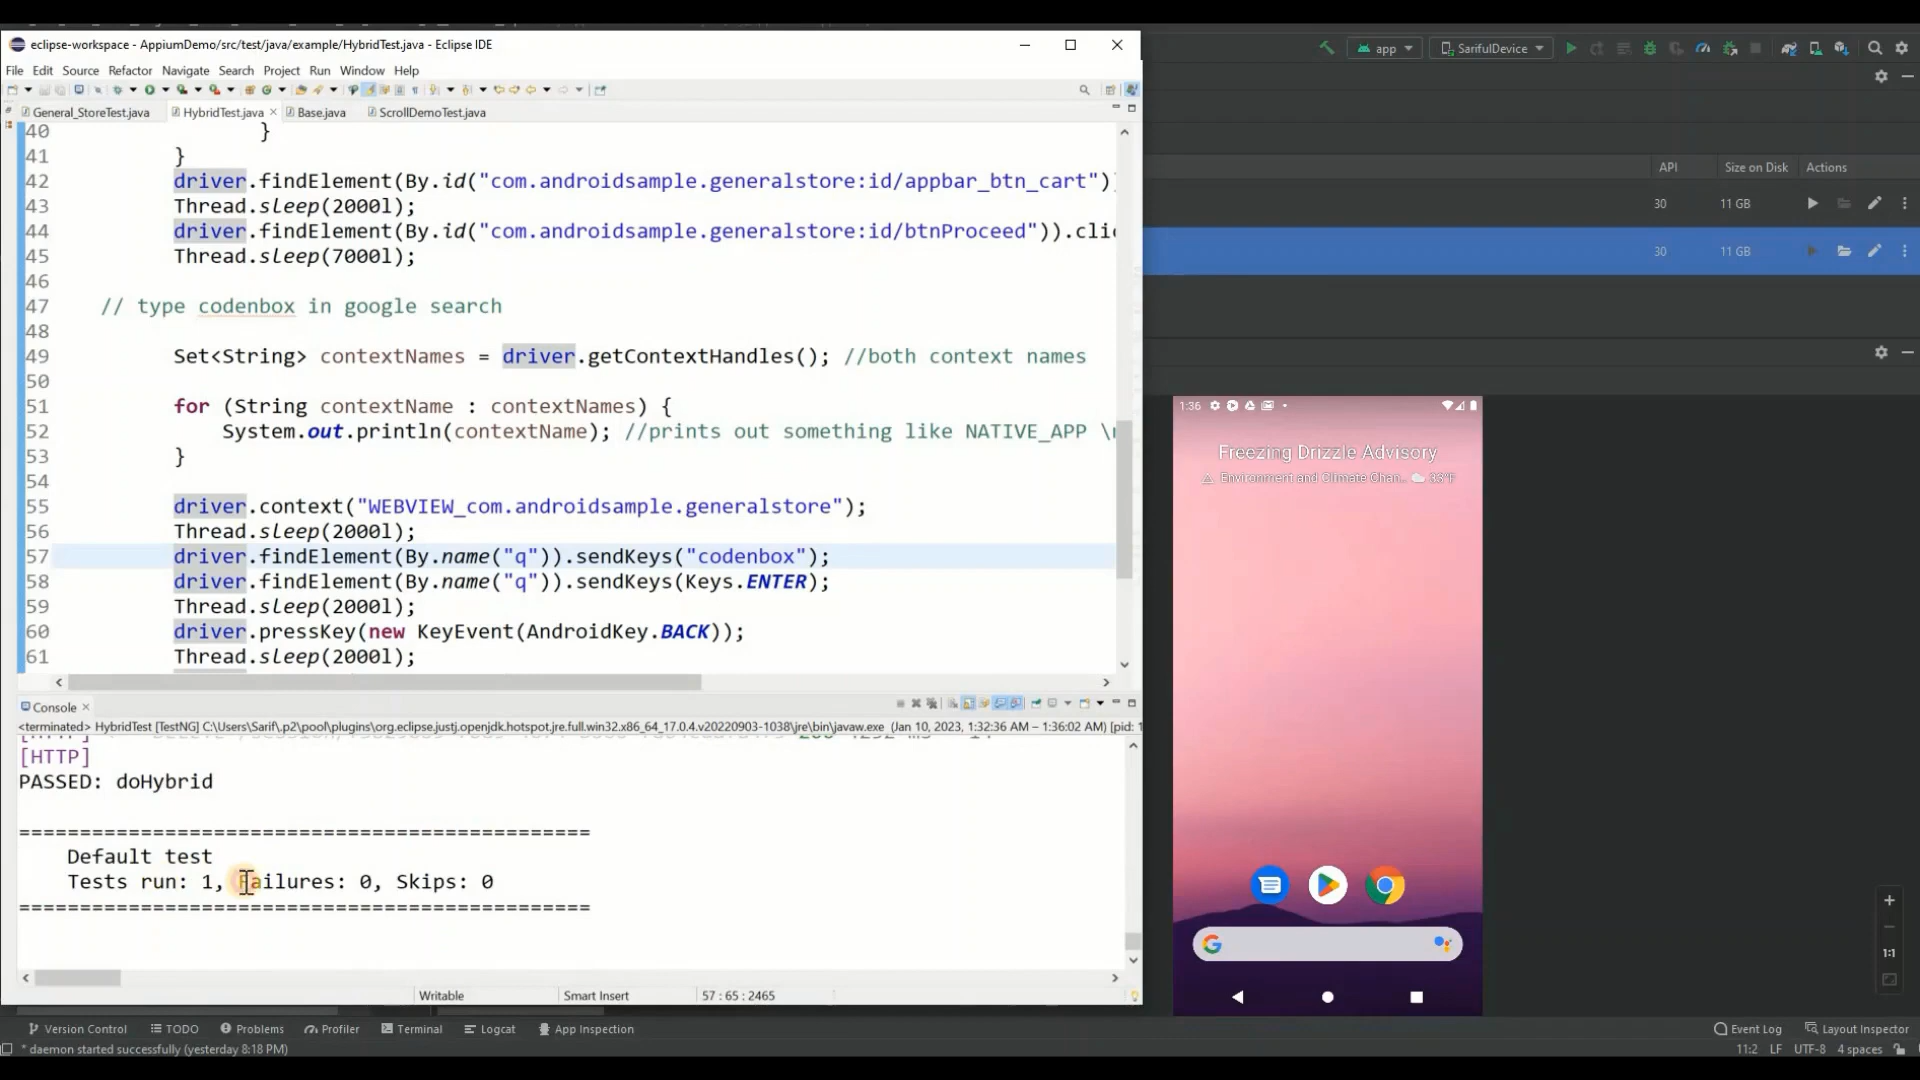 eclipse-workspace - AppiumDemo/src/test/java/example/HybridTest.java - Eclipse IDE
File Edit Source Refactor Navigate Search Project Run Window Help
General_StoreTest.java HybridTest.java Base.java ScrollDemoTest.java
40 }
41 }
42 driver.findElement(By.id("com.androidsample.generalstore:id/appbar_btn_cart")
43 Thread.sleep(2000l);
44 driver.findElement(By.id("com.androidsample.generalstore:id/btnProceed")).clic
45 Thread.sleep(7000l);
46
47 // type codenbox in google search
48
49 Set<String> contextNames = driver.getContextHandles(); //both context names
50
51 for (String contextName : contextNames) {
52 System.out.println(contextName); //prints out something like NATIVE_APP \n
53 }
54
55 driver.context("WEBVIEW_com.androidsample.generalstore");
56 Thread.sleep(2000l);
57 driver.findElement(By.name("q")).sendKeys("codenbox");
58 driver.findElement(By.name("q")).sendKeys(Keys.ENTER);
59 Thread.sleep(2000l);
60 driver.pressKey(new KeyEvent(AndroidKey.BACK));
61 Thread.sleep(2000l);
Console
<terminated> HybridTest [TestNG] C:\Users\Sarif\.p2\pool\plugins\org.eclipse.justj.openjdk.hotspot.jre.full.win32.x86_64_17.0.4.v20220903-1038\jre\bin\javaw.exe (Jan 10, 2023, 1:32:36 AM – 1:36:02 AM) [pid: 1
[HTTP]
PASSED: doHybrid
===============================================
Default test
Tests run: 1, Failures: 0, Skips: 0
===============================================
Writable Smart Insert 57 : 65 : 2465
app SarifulDevice
API Size on Disk Actions
30 11 GB
30 11 GB
1:36
Freezing Drizzle Advisory
Environment and Climate Chan.. 33°F
1:1
Version Control TODO Problems Profiler Terminal Logcat App Inspection Event Log Layout Inspector
* daemon started successfully (yesterday 8:18 PM) 11:2 LF UTF-8 4 spaces